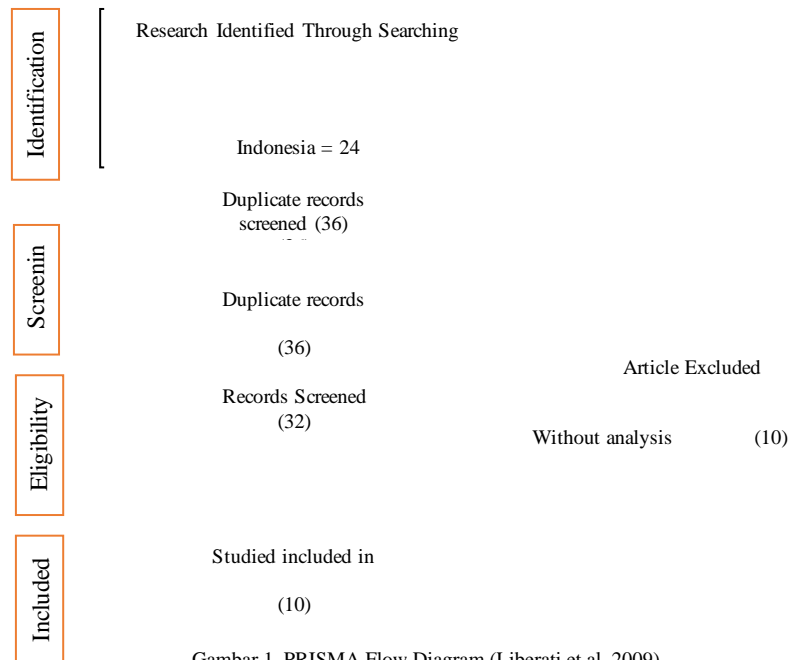 Identification
Research Identified Through Searching
Indonesia = 24
Duplicate records
screened (36)
Screenin
Duplicate records
(36)
Article Excluded
Eligibility
Records Screened
(32)
Without analysis (10)
Included
Studied included in
(10)
Gambar 1. PRISMA Flow Diagram (Liberati et al, 2009)